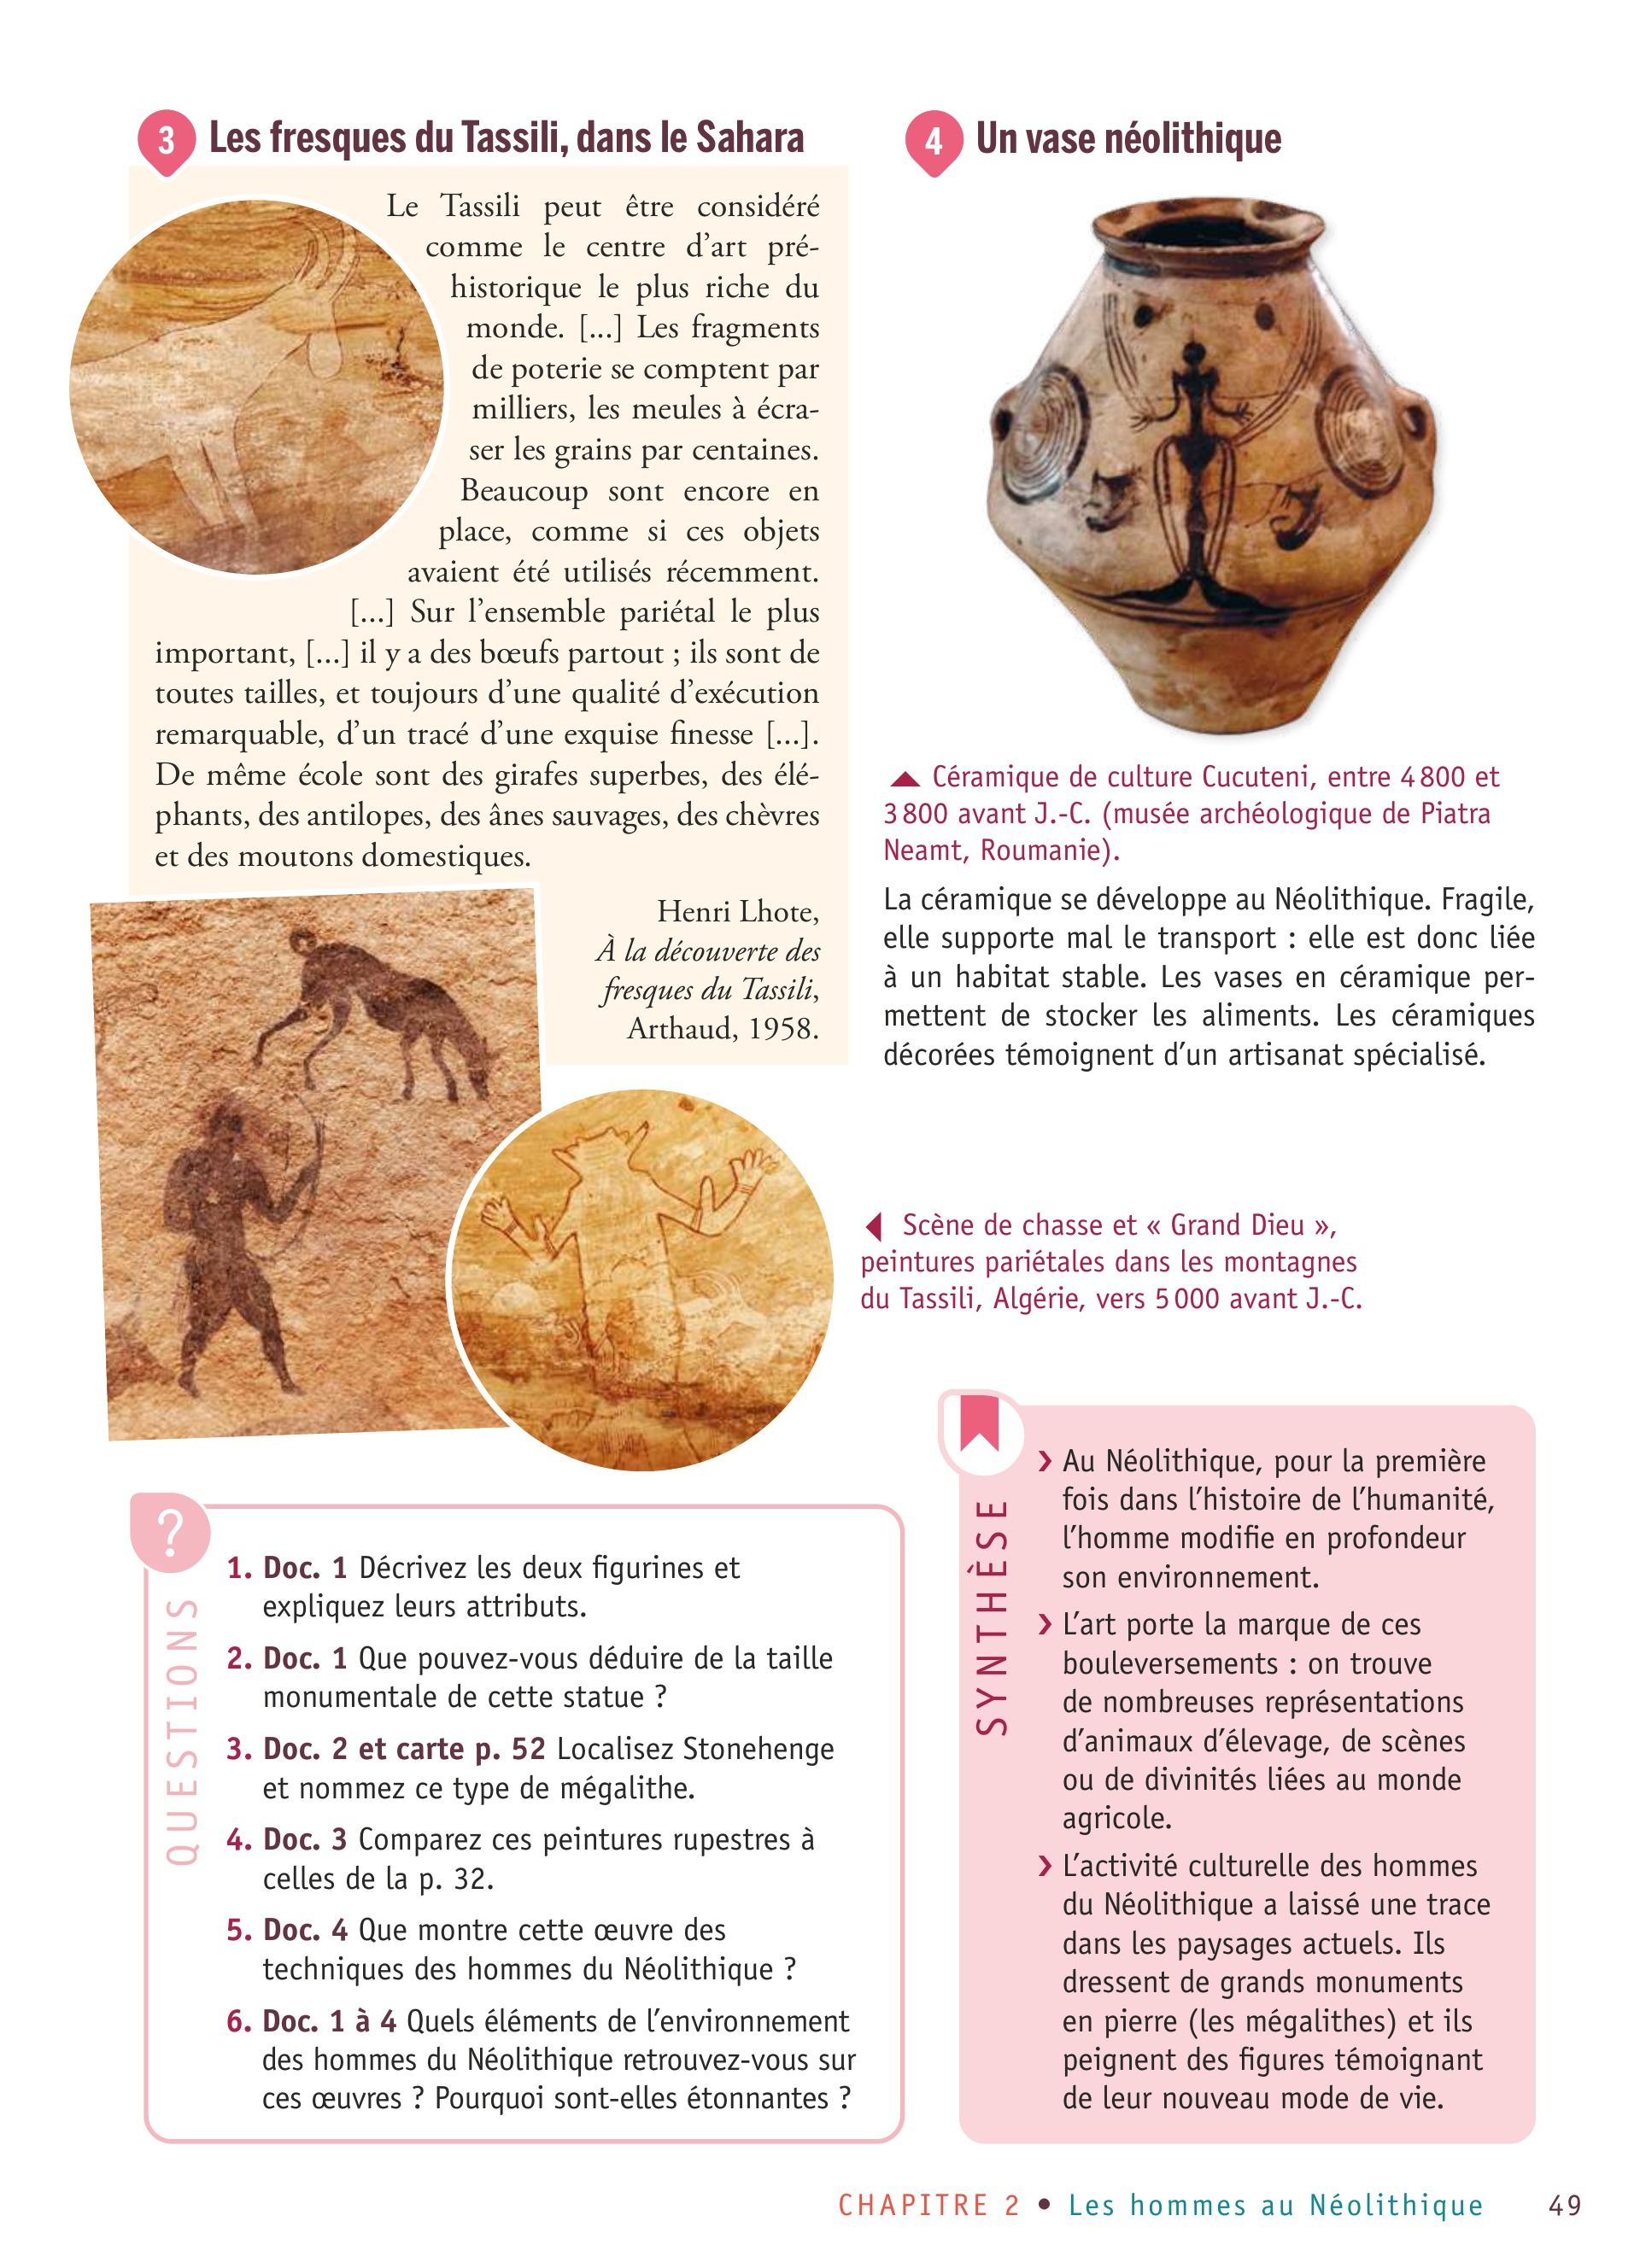 3 Les fresques du Tassili, dans le Sahara
Le Tassili peut être considéré
comme le centre d'art pré-
historique le plus riche du
monde. [...] Les fragments
de poterie se comptent par
milliers, les meules à écra-
ser les grains par centaines.
Beaucoup sont encore en
place, comme si ces objets
avaient été utilisés récemment.
[...] Sur l'ensemble pariétal le plus
important, [...] il y a des bœufs partout ; ils sont de
toutes tailles, et toujours d'une qualité d'exécution
remarquable, d'un tracé d'une exquise finesse [...].
De même école sont des girafes superbes, des élé-
phants, des antilopes, des ânes sauvages, des chèvres
et des moutons domestiques.
Henri Lhote,
À la découverte des
fresques du Tassili,
Arthaud, 1958.
4 Un vase néolithique
Céramique de culture Cucuteni, entre 4 800 et
3 800 avant J.-C. (musée archéologique de Piatra
Neamt, Roumanie).
La céramique se développe au Néolithique. Fragile,
elle supporte mal le transport : elle est donc liée
à un habitat stable. Les vases en céramique per-
mettent de stocker les aliments. Les céramiques
décorées témoignent d'un artisanat spécialisé.
Scène de chasse et « Grand Dieu »,
peintures pariétales dans les montagnes
du Tassili, Algérie, vers 5 000 avant J.-C.
?
QUESTIONS
1. Doc. 1 Décrivez les deux figurines et
expliquez leurs attributs.
2. Doc. 1 Que pouvez-vous déduire de la taille
monumentale de cette statue ?
3. Doc. 2 et carte p. 52 Localisez Stonehenge
et nommez ce type de mégalithe.
4. Doc. 3 Comparez ces peintures rupestres à
celles de la p. 32.
5. Doc. 4 Que montre cette œuvre des
techniques des hommes du Néolithique ?
6. Doc. 1 à 4 Quels éléments de l'environnement
des hommes du Néolithique retrouvez-vous sur
ces œuvres ? Pourquoi sont-elles étonnantes ?
SYNTHÈSE
› Au Néolithique, pour la première
fois dans l'histoire de l'humanité,
l'homme modifie en profondeur
son environnement.
› L'art porte la marque de ces
bouleversements : on trouve
de nombreuses représentations
d'animaux d'élevage, de scènes
ou de divinités liées au monde
agricole.
› L'activité culturelle des hommes
du Néolithique a laissé une trace
dans les paysages actuels. Ils
dressent de grands monuments
en pierre (les mégalithes) et ils
peignent des figures témoignant
de leur nouveau mode de vie.
CHAPITRE 2 • Les hommes au Néolithique 49